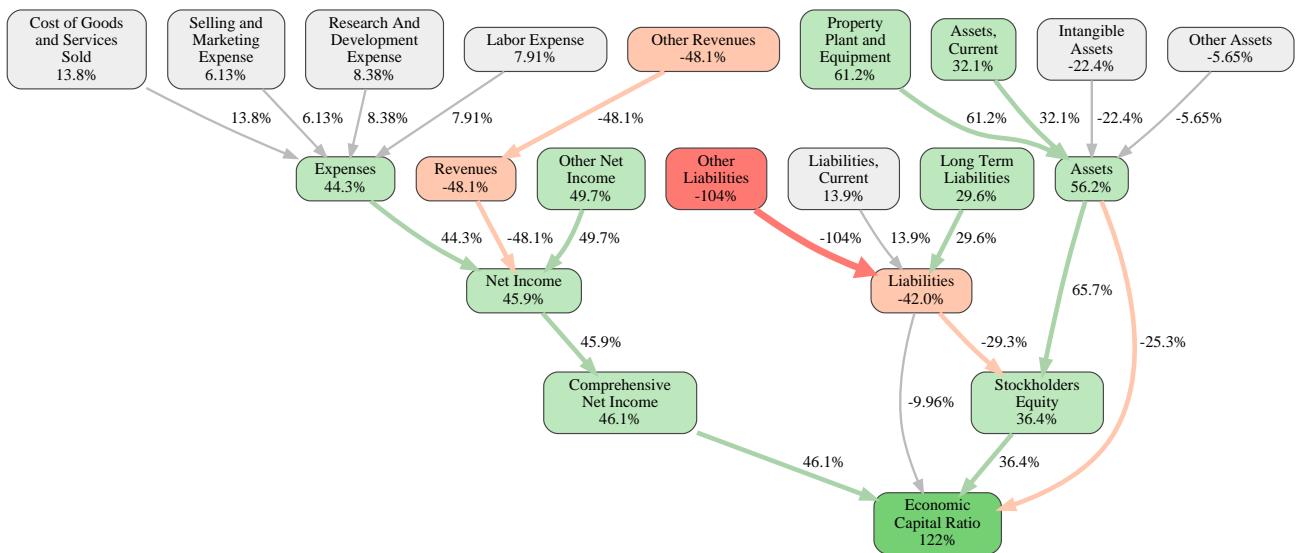 Cost of Goods
and Services
Sold
13.8%
Selling and
Marketing
Expense
6.13%
Research And
Development
Expense
8.38%
Labor Expense
7.91%
Other Revenues
-48.1%
Property
Plant and
Equipment
61.2%
Assets,
Current
32.1%
Intangible
Assets
-22.4%
Other Assets
-5.65%
13.8%
6.13%
8.38%
7.91%
-48.1%
61.2%
32.1%
-22.4%
-5.65%
Expenses
44.3%
Revenues
-48.1%
Other Net
Income
49.7%
Other
Liabilities
-104%
Liabilities,
Current
13.9%
Long Term
Liabilities
29.6%
Assets
56.2%
44.3%
-48.1%
49.7%
-104%
13.9%
29.6%
Net Income
45.9%
Liabilities
-42.0%
65.7%
45.9%
-29.3%
-25.3%
Comprehensive
Net Income
46.1%
-9.96%
Stockholders
Equity
36.4%
46.1%
36.4%
Economic
Capital Ratio
122%